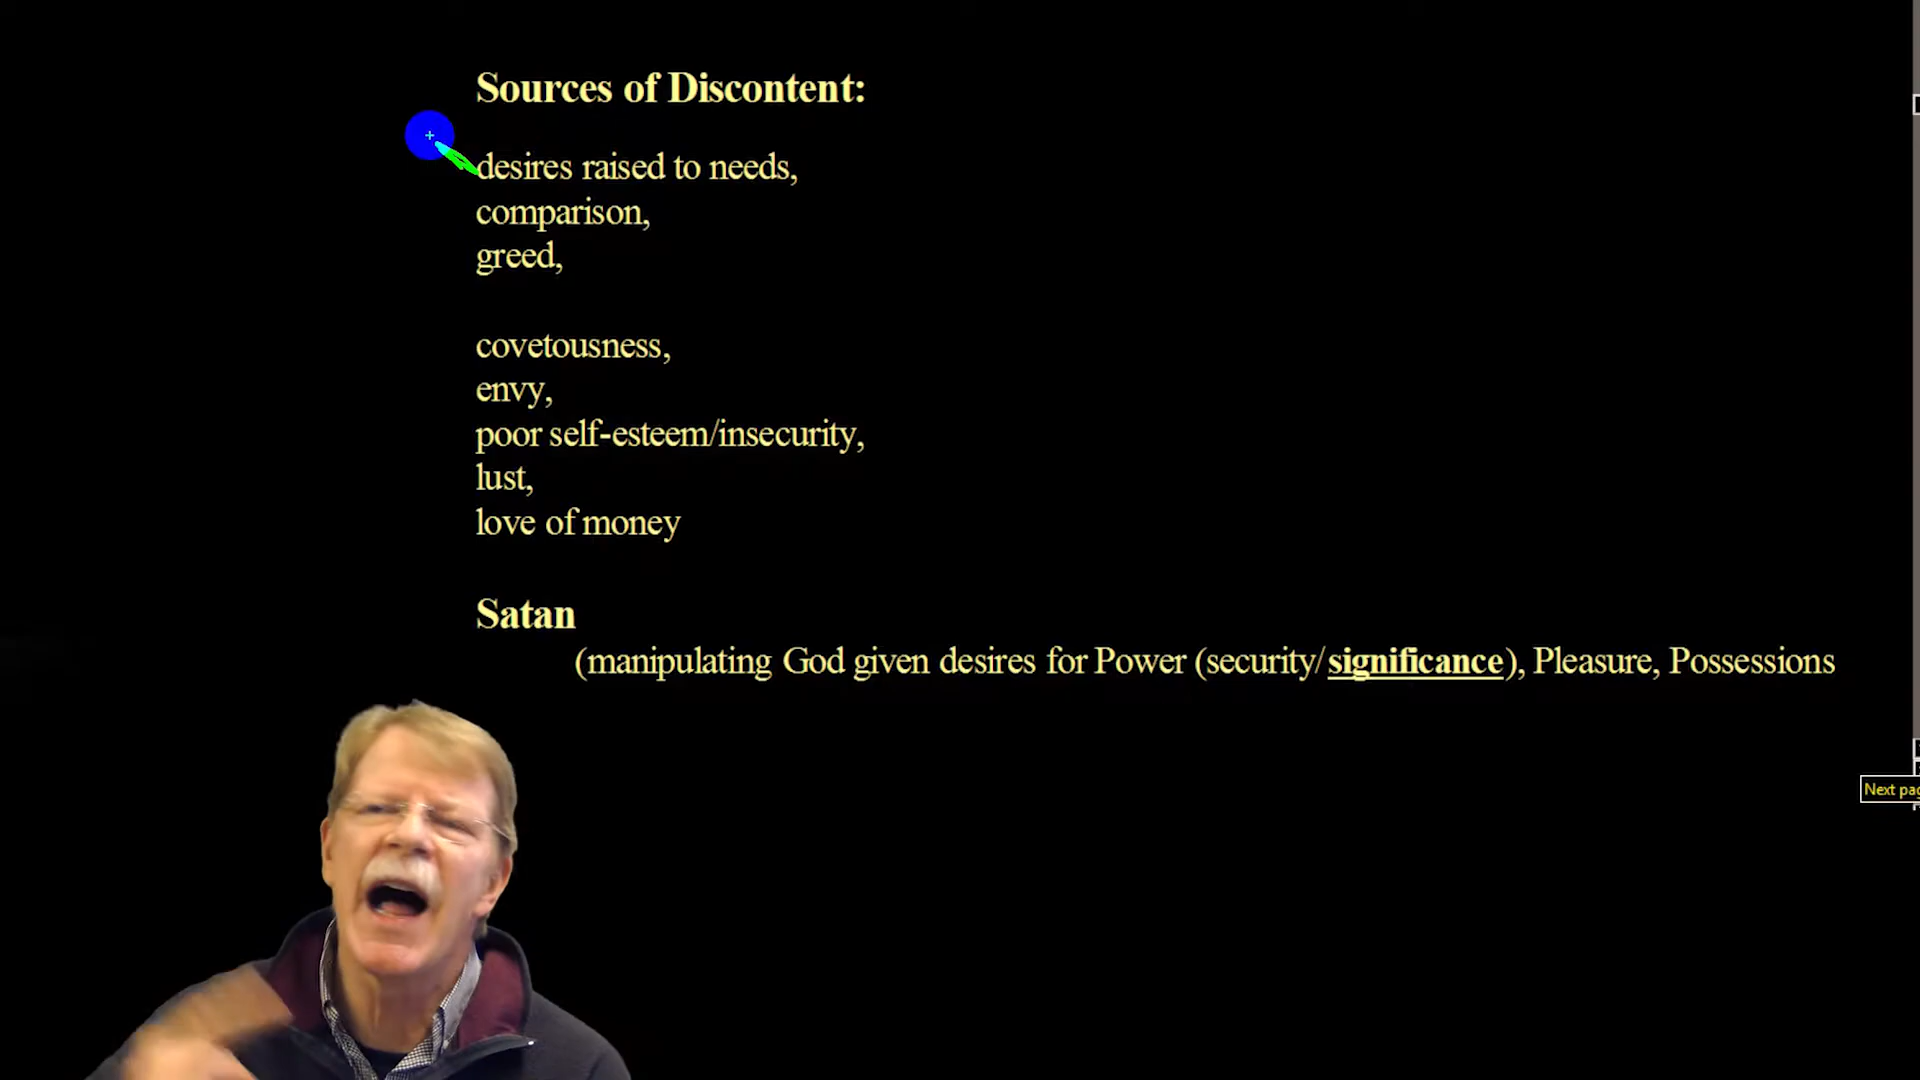 Sources of Discontent:
desires raised to needs,
comparison,
greed,
covetousness,
envy,
poor self-esteem/insecurity,
lust,
love of money
Satan
(manipulating God given desires for Power (security/significance), Pleasure, Possessions
Next pag